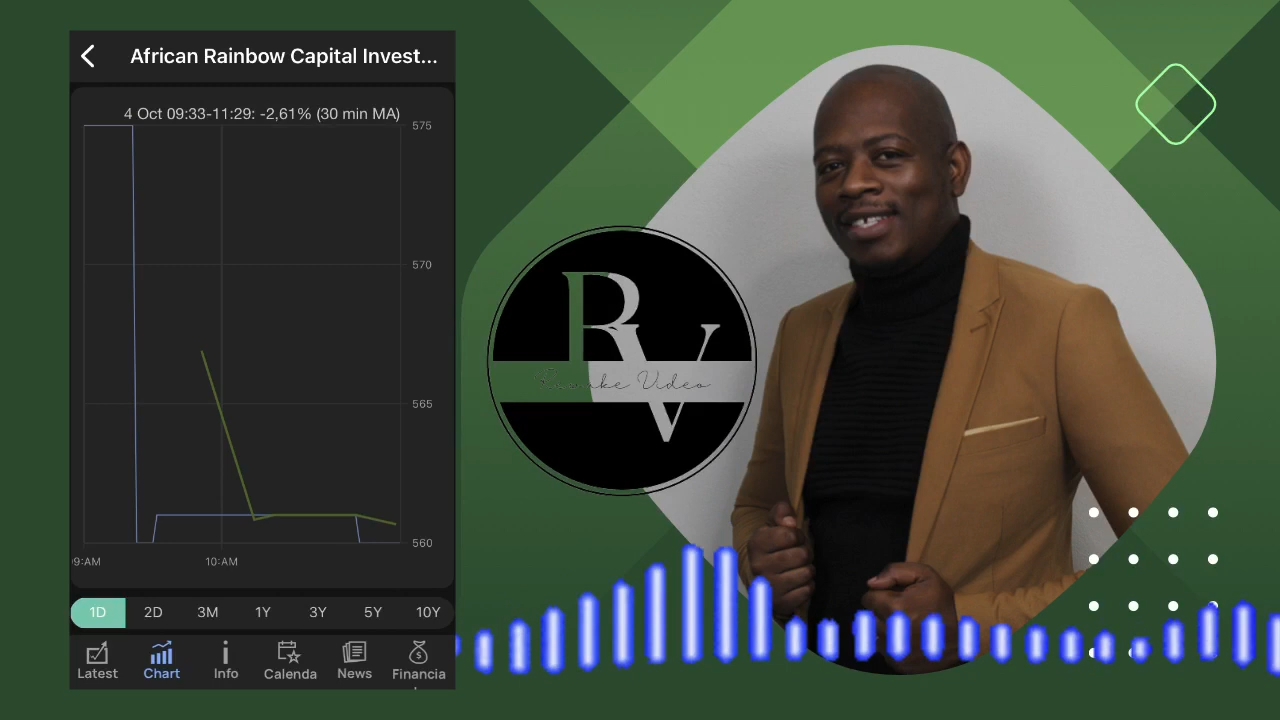 African Rainbow Capital Invest...
4 Oct 09:33-11:29: -2,61% (30 min MA)
575
570
565
560
9:AM
10:AM
1D 2D 3M 1Y 3Y 5Y 10Y
Latest Chart Info Calenda News Financia
RV
Video